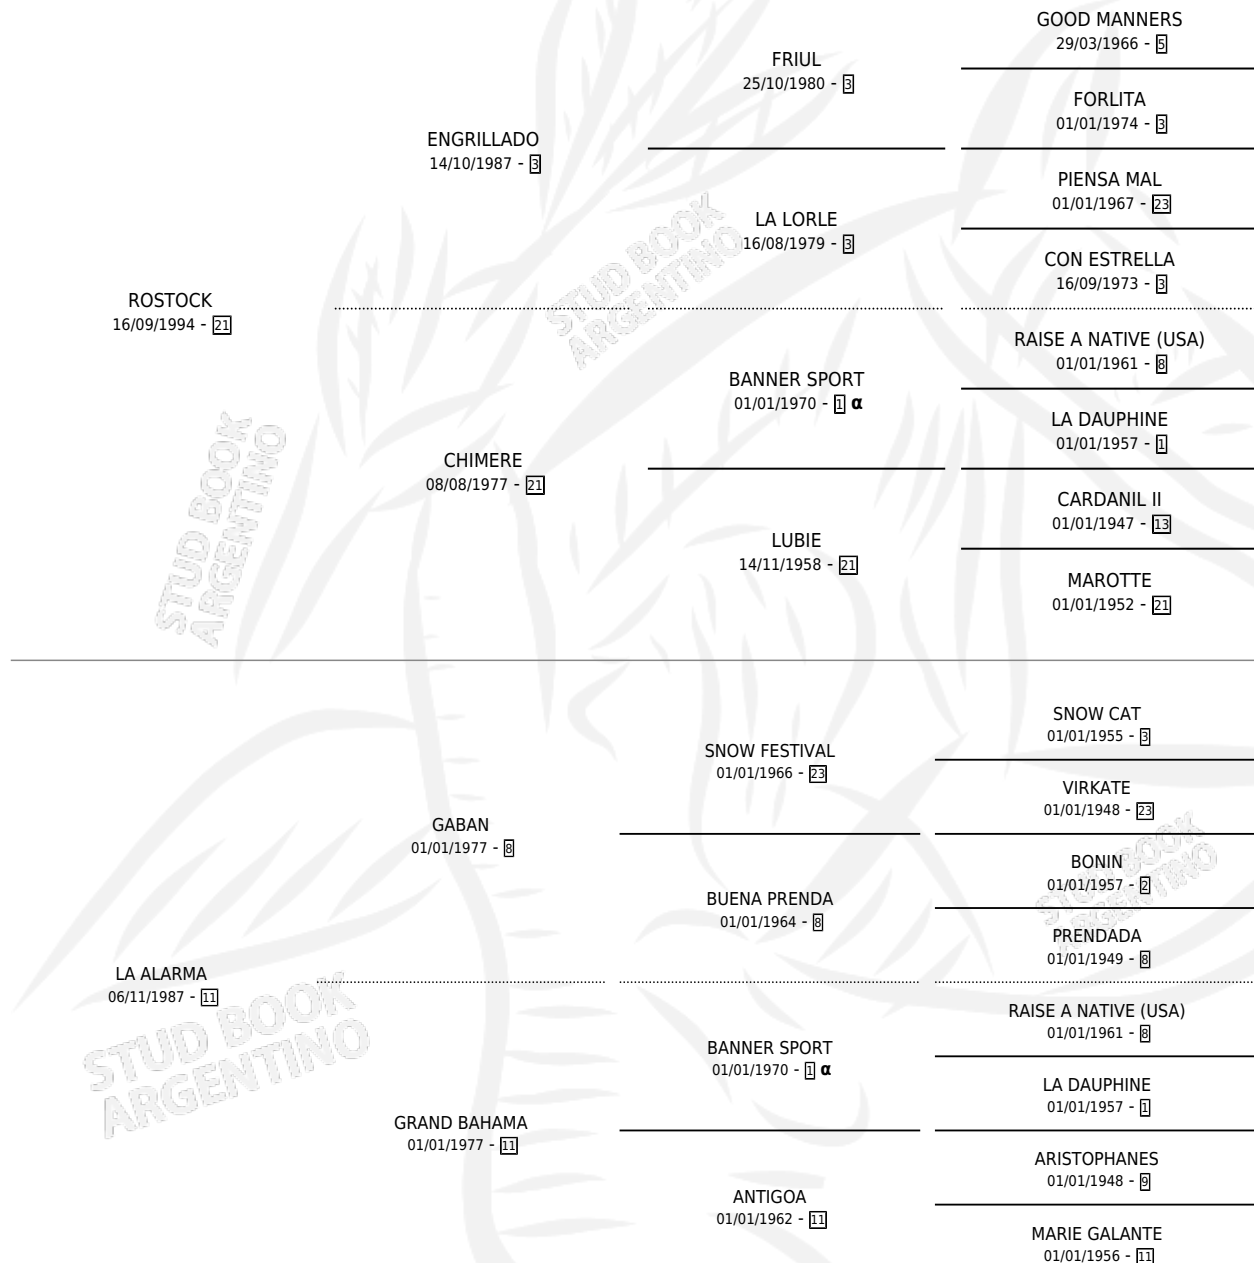 GOOD MANNERS
29/03/1966 - 5
FRIUL
25/10/1980 - 3
FORLITA
01/01/1974 - 3
ENGRILLADO
14/10/1987 - 3
PIENSA MAL
01/01/1967 - 23
LA LORLE
16/08/1979 - 3
CON ESTRELLA
16/09/1973 - 3
ROSTOCK
16/09/1994 - 21
RAISE A NATIVE (USA)
01/01/1961 - 8
BANNER SPORT
01/01/1970 - 1 α
LA DAUPHINE
01/01/1957 - 1
CHIMERE
08/08/1977 - 21
CARDANIL II
01/01/1947 - 13
LUBIE
14/11/1958 - 21
MAROTTE
01/01/1952 - 21
STUD BOOK
ARGENTINO
STUD BOOK
ARGENTINO
SNOW CAT
01/01/1955 - 3
SNOW FESTIVAL
01/01/1966 - 23
VIRKATE
01/01/1948 - 23
GABAN
01/01/1977 - 8
BONIN
01/01/1957 - 2
BUENA PRENDA
01/01/1964 - 8
PRENDADA
01/01/1949 - 8
STUD BOOK
ARGENTINO
LA ALARMA
06/11/1987 - 11
RAISE A NATIVE (USA)
01/01/1961 - 8
BANNER SPORT
01/01/1970 - 1 α
LA DAUPHINE
01/01/1957 - 1
STUD BOOK
ARGENTINO
GRAND BAHAMA
01/01/1977 - 11
ARISTOPHANES
01/01/1948 - 9
ANTIGOA
01/01/1962 - 11
MARIE GALANTE
01/01/1956 - 11